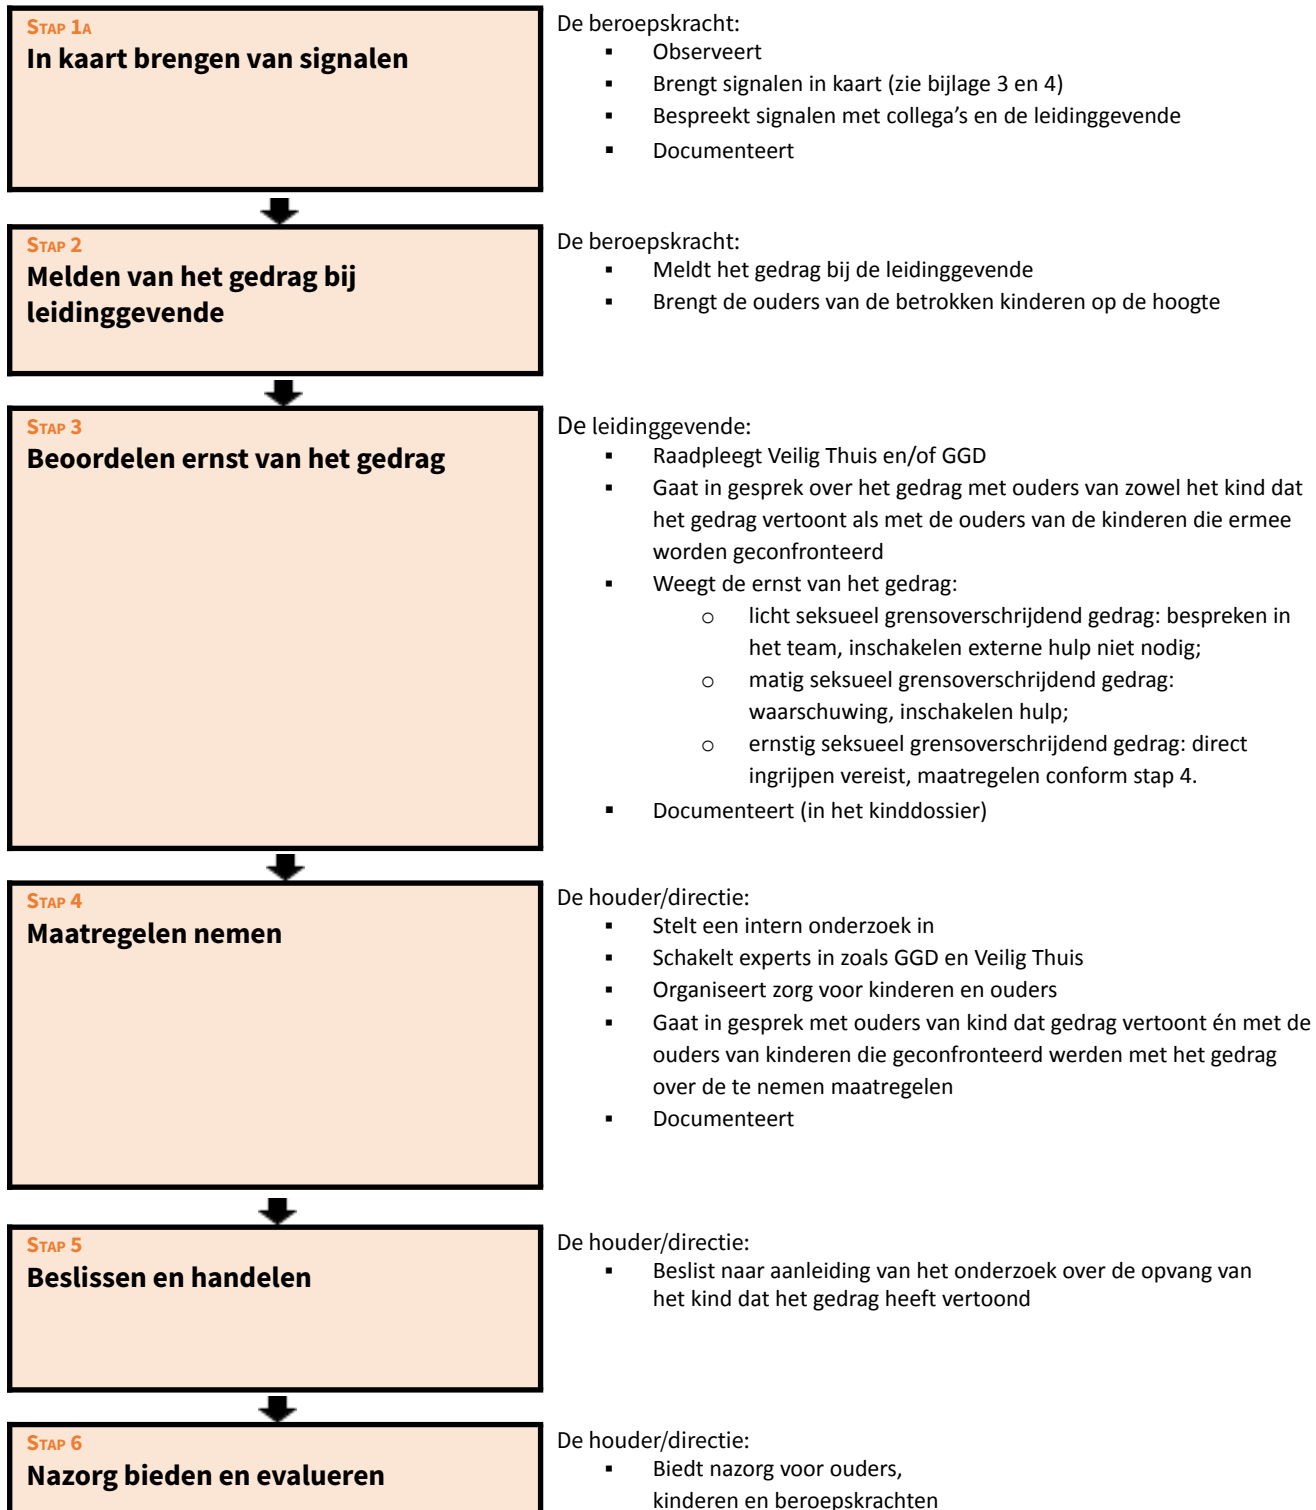 Stap 1a
In kaart brengen van signalen
De beroepskracht:
▪ Observeert
▪ Brengt signalen in kaart (zie bijlage 3 en 4)
▪ Bespreekt signalen met collega’s en de leidinggevende
▪ Documenteert
Stap 2
Melden van het gedrag bij
leidinggevende
De beroepskracht:
▪ Meldt het gedrag bij de leidinggevende
▪ Brengt de ouders van de betrokken kinderen op de hoogte
Stap 3
Beoordelen ernst van het gedrag
De leidinggevende:
▪ Raadpleegt Veilig Thuis en/of GGD
▪ Gaat in gesprek over het gedrag met ouders van zowel het kind dat
het gedrag vertoont als met de ouders van de kinderen die ermee
worden geconfronteerd
▪ Weegt de ernst van het gedrag:
o licht seksueel grensoverschrijdend gedrag: bespreken in
het team, inschakelen externe hulp niet nodig;
o matig seksueel grensoverschrijdend gedrag:
waarschuwing, inschakelen hulp;
o ernstig seksueel grensoverschrijdend gedrag: direct
ingrijpen vereist, maatregelen conform stap 4.
▪ Documenteert (in het kinddossier)
Stap 4
Maatregelen nemen
De houder/directie:
▪ Stelt een intern onderzoek in
▪ Schakelt experts in zoals GGD en Veilig Thuis
▪ Organiseert zorg voor kinderen en ouders
▪ Gaat in gesprek met ouders van kind dat gedrag vertoont én met de
ouders van kinderen die geconfronteerd werden met het gedrag
over de te nemen maatregelen
▪ Documenteert
Stap 5
Beslissen en handelen
De houder/directie:
▪ Beslist naar aanleiding van het onderzoek over de opvang van
het kind dat het gedrag heeft vertoond
Stap 6
Nazorg bieden en evalueren
De houder/directie:
▪ Biedt nazorg voor ouders,
kinderen en beroepskrachten